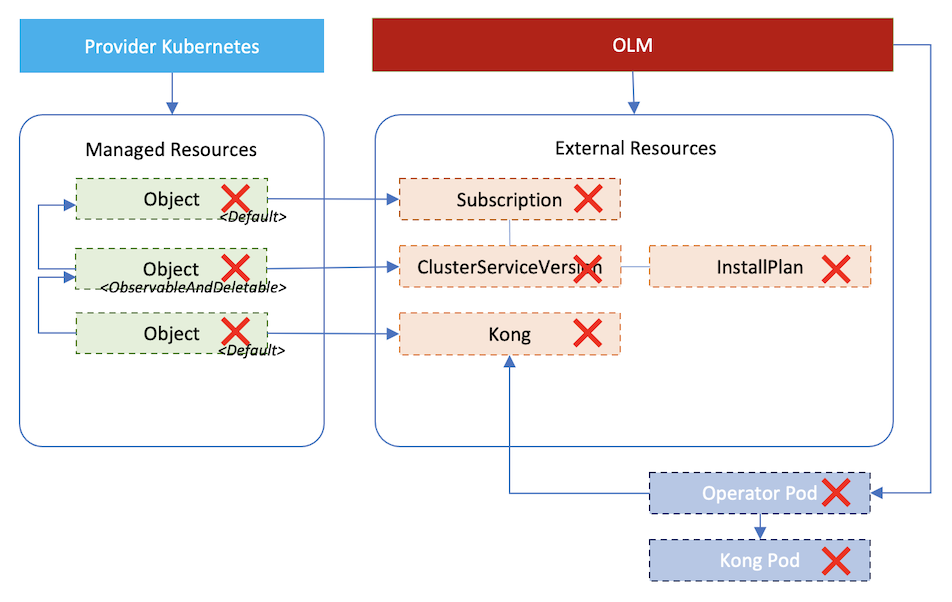 Provider Kubernetes
OLM
Managed Resources
External Resources
Object
<Default>
Subscription
Object
<ObservableAndDeletable>
ClusterServiceVersion
InstallPlan
Object
<Default>
Kong
Operator Pod
Kong Pod